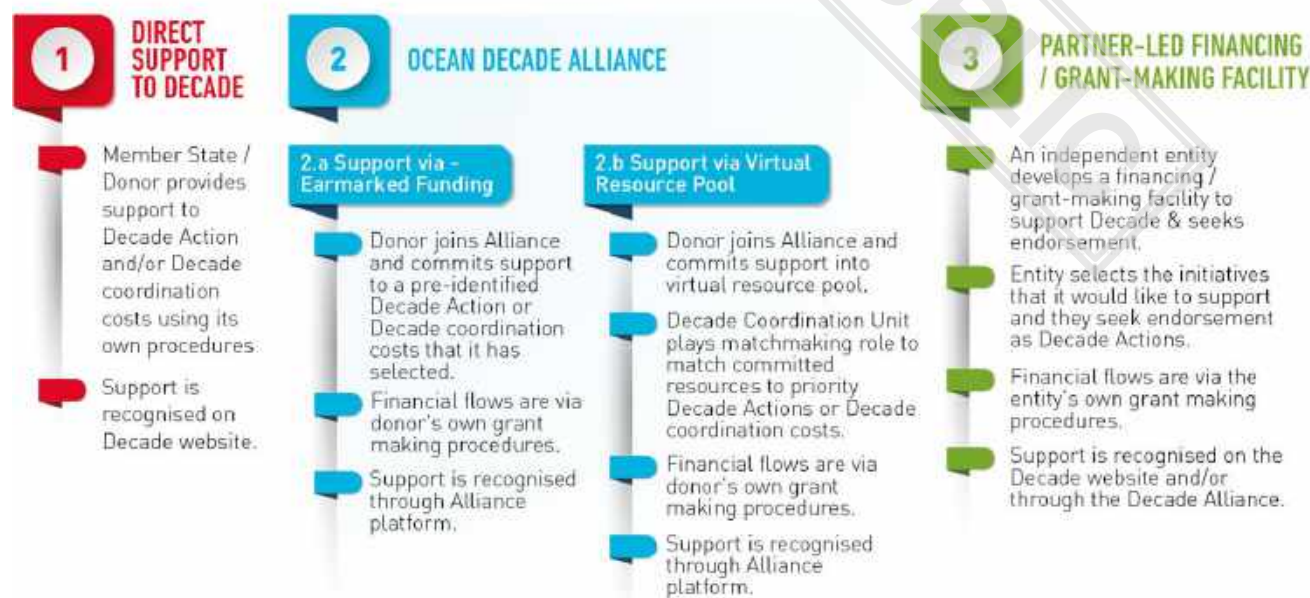 1
DIRECT
SUPPORT
TO DECADE
Member State /
Donor provides
support to
Decade Action
and/or Decade
coordination
costs using its
own procedures
Support is
recognised on
Decade website.
2
OCEAN DECADE ALLIANCE
2.a Support via -
Earmarked Funding
Donor joins Alliance
and commits support
to a pre-identified
Decade Action or
Decade coordination
costs that it has
selected.
Financial flows are via
donor's own grant
making procedures.
Support is recognised
through Alliance
platform.
2.b Support via Virtual
Resource Pool
Donor joins Alliance and
commits support into
virtual resource pool.
Decade Coordination Unit
plays matchmaking role to
match committed
resources to priority
Decade Actions or Decade
coordination costs.
Financial flows are via
donor's own grant
making procedures.
Support is recognised
through Alliance
platform.
3
PARTNER-LED FINANCING
/ GRANT-MAKING FACILITY
An independent entity
develops a financing /
grant-making facility to
support Decade & seeks
endorsement.
Entity selects the initiatives
that it would like to support
and they seek endorsement
as Decade Actions.
Financial flows are via the
entity's own grant making
procedures.
Support is recognised on the
Decade website and/or
through the Decade Alliance.